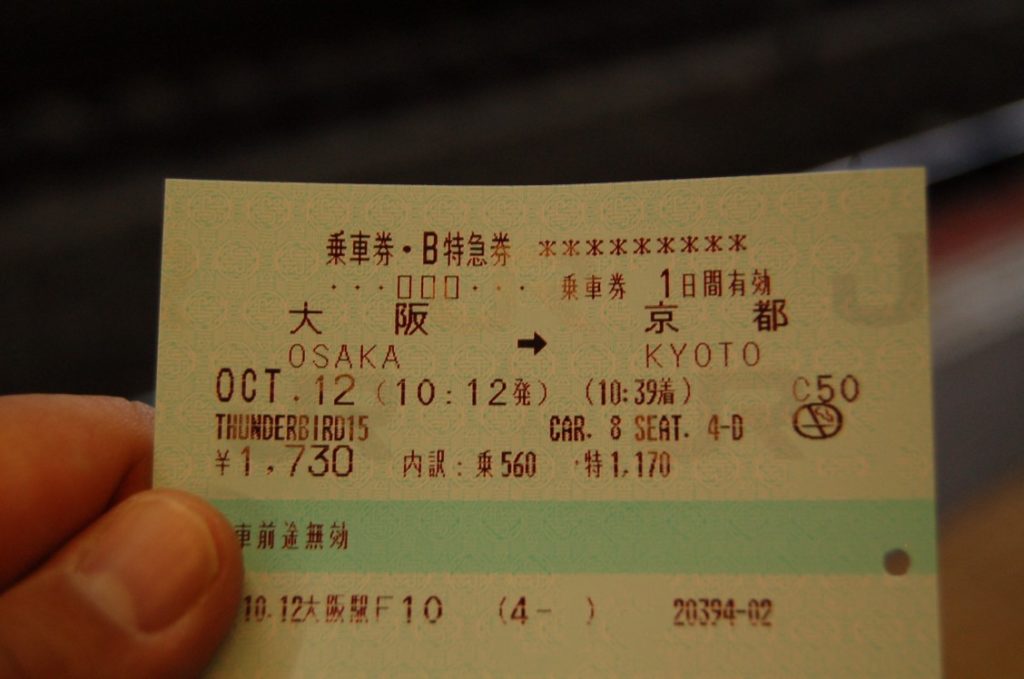 乗車券・B特急券 *********
・・・▯▯▯・・・ 乗車券 1日間有効
大阪 → 京都
OSAKA KYOTO
OCT.12 (10:12発) (10:39着) C50
THUNDERBIRD15 CAR. 8 SEAT. 4-D
¥1,730 内訳:乗560 ・特1,170
車前途無効
10.12大阪駅F10 (4- ) 20394-02